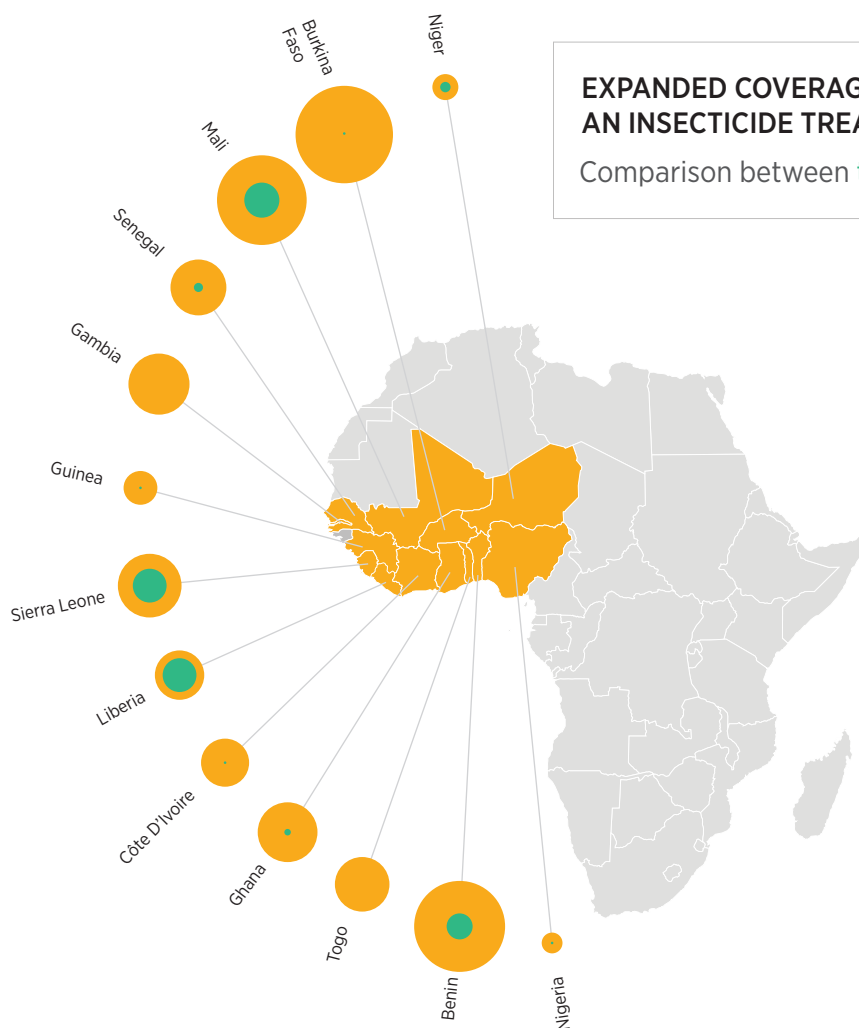 EXPANDED COVERAG
AN INSECTICIDE TREA
Comparison between
Niger
Burkina
Faso
Mali
Senegal
Gambia
Guinea
Sierra Leone
Liberia
Côte D'Ivoire
Ghana
Togo
Benin
Nigeria